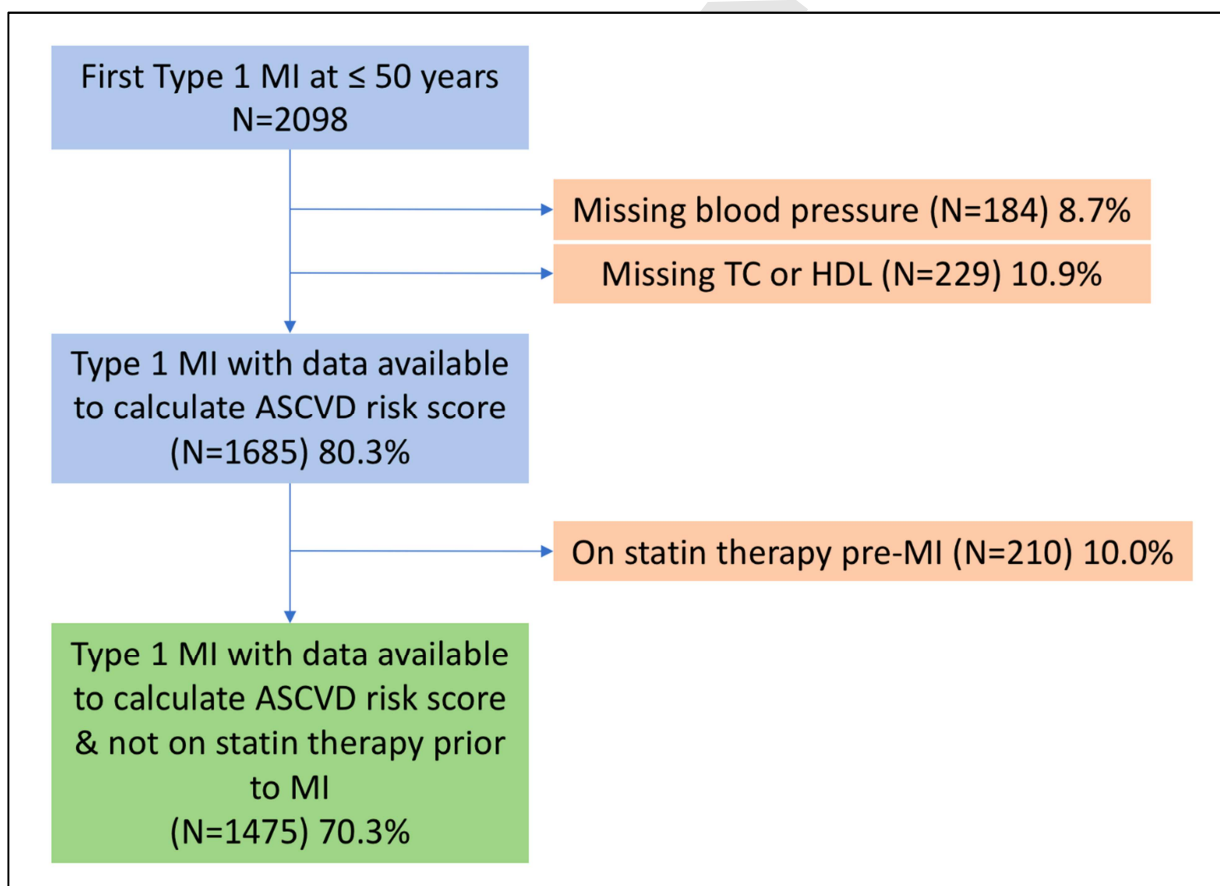 First Type 1 MI at ≤ 50 years
N=2098
Missing blood pressure (N=184) 8.7%
Missing TC or HDL (N=229) 10.9%
Type 1 MI with data available
to calculate ASCVD risk score
(N=1685) 80.3%
On statin therapy pre-MI (N=210) 10.0%
Type 1 MI with data available
to calculate ASCVD risk score
& not on statin therapy prior
to MI
(N=1475) 70.3%